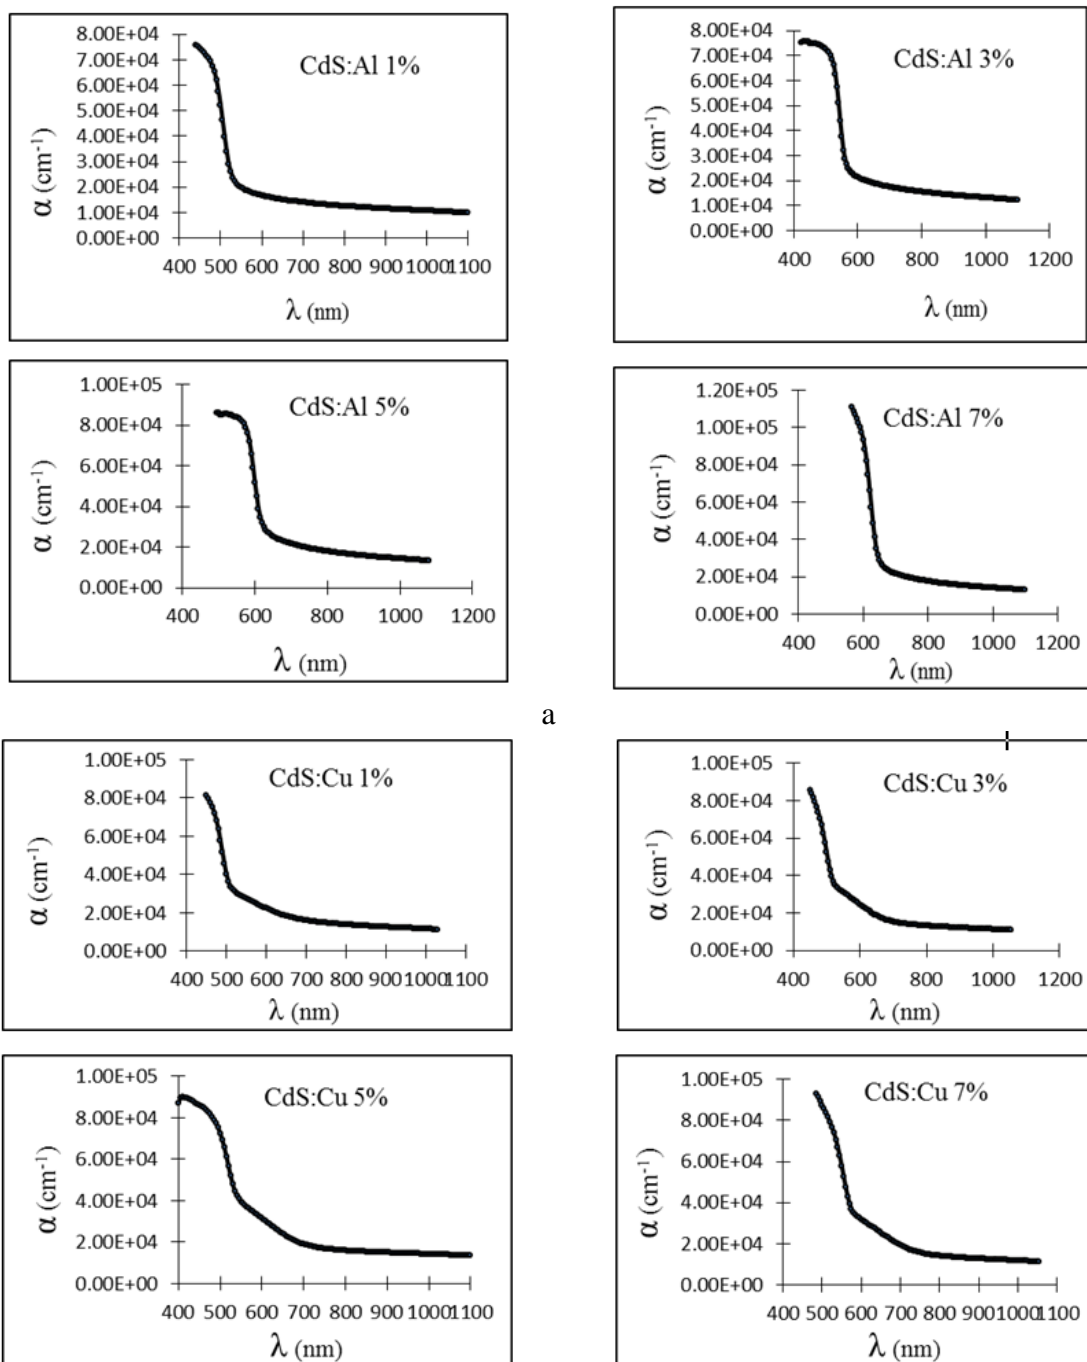 CdS:Al 1%
8.00E+04
7.00E+04
6.00E+04
5.00E+04
4.00E+04
3.00E+04
2.00E+04
1.00E+04
0.00E+00
α (cm-1)
400 500 600 700 800 900 1000 1100
λ (nm)
CdS:Al 3%
8.00E+04
7.00E+04
6.00E+04
5.00E+04
4.00E+04
3.00E+04
2.00E+04
1.00E+04
0.00E+00
α (cm-1)
400 600 800 1000 1200
λ (nm)
CdS:Al 5%
1.00E+05
8.00E+04
6.00E+04
4.00E+04
2.00E+04
0.00E+00
α (cm-1)
400 600 800 1000 1200
λ (nm)
CdS:Al 7%
1.20E+05
1.00E+05
8.00E+04
6.00E+04
4.00E+04
2.00E+04
0.00E+00
α (cm-1)
400 600 800 1000 1200
λ (nm)
a
CdS:Cu 1%
1.00E+05
8.00E+04
6.00E+04
4.00E+04
2.00E+04
0.00E+00
α (cm-1)
400 500 600 700 800 900 1000 1100
λ (nm)
CdS:Cu 3%
1.00E+05
8.00E+04
6.00E+04
4.00E+04
2.00E+04
0.00E+00
α (cm-1)
400 600 800 1000 1200
λ (nm)
CdS:Cu 5%
1.00E+05
8.00E+04
6.00E+04
4.00E+04
2.00E+04
0.00E+00
α (cm-1)
400 500 600 700 800 900 1000 1100
λ (nm)
CdS:Cu 7%
1.00E+05
8.00E+04
6.00E+04
4.00E+04
2.00E+04
0.00E+00
α (cm-1)
400 500 600 700 800 900 1000 1100
λ (nm)